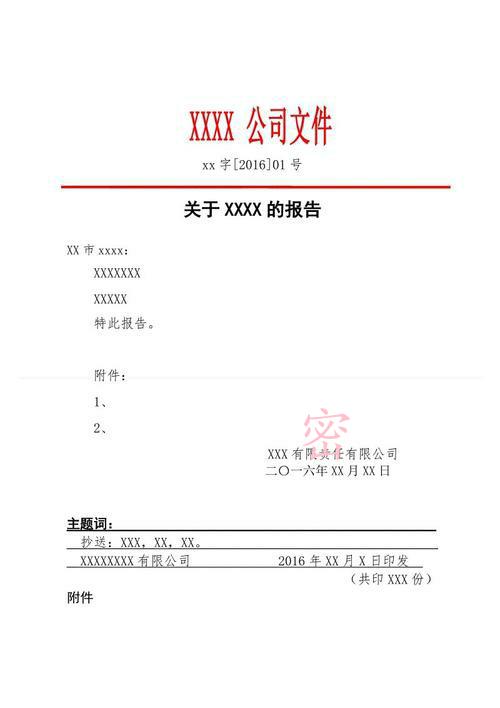 XXXX 公司文件
xx 字[2016]01 号
关于 XXXX 的报告
XX 市 xxxx：
XXXXXXX
XXXXX
特此报告。
附件：
1、
2、
密
XXX 有限责任有限公司
二〇一六年 XX 月 XX 日
主题词：
抄送：XXX，XX，XX。
XXXXXXXX 有限公司 2016 年 XX 月 X 日印发
（共印 XXX 份）
附件